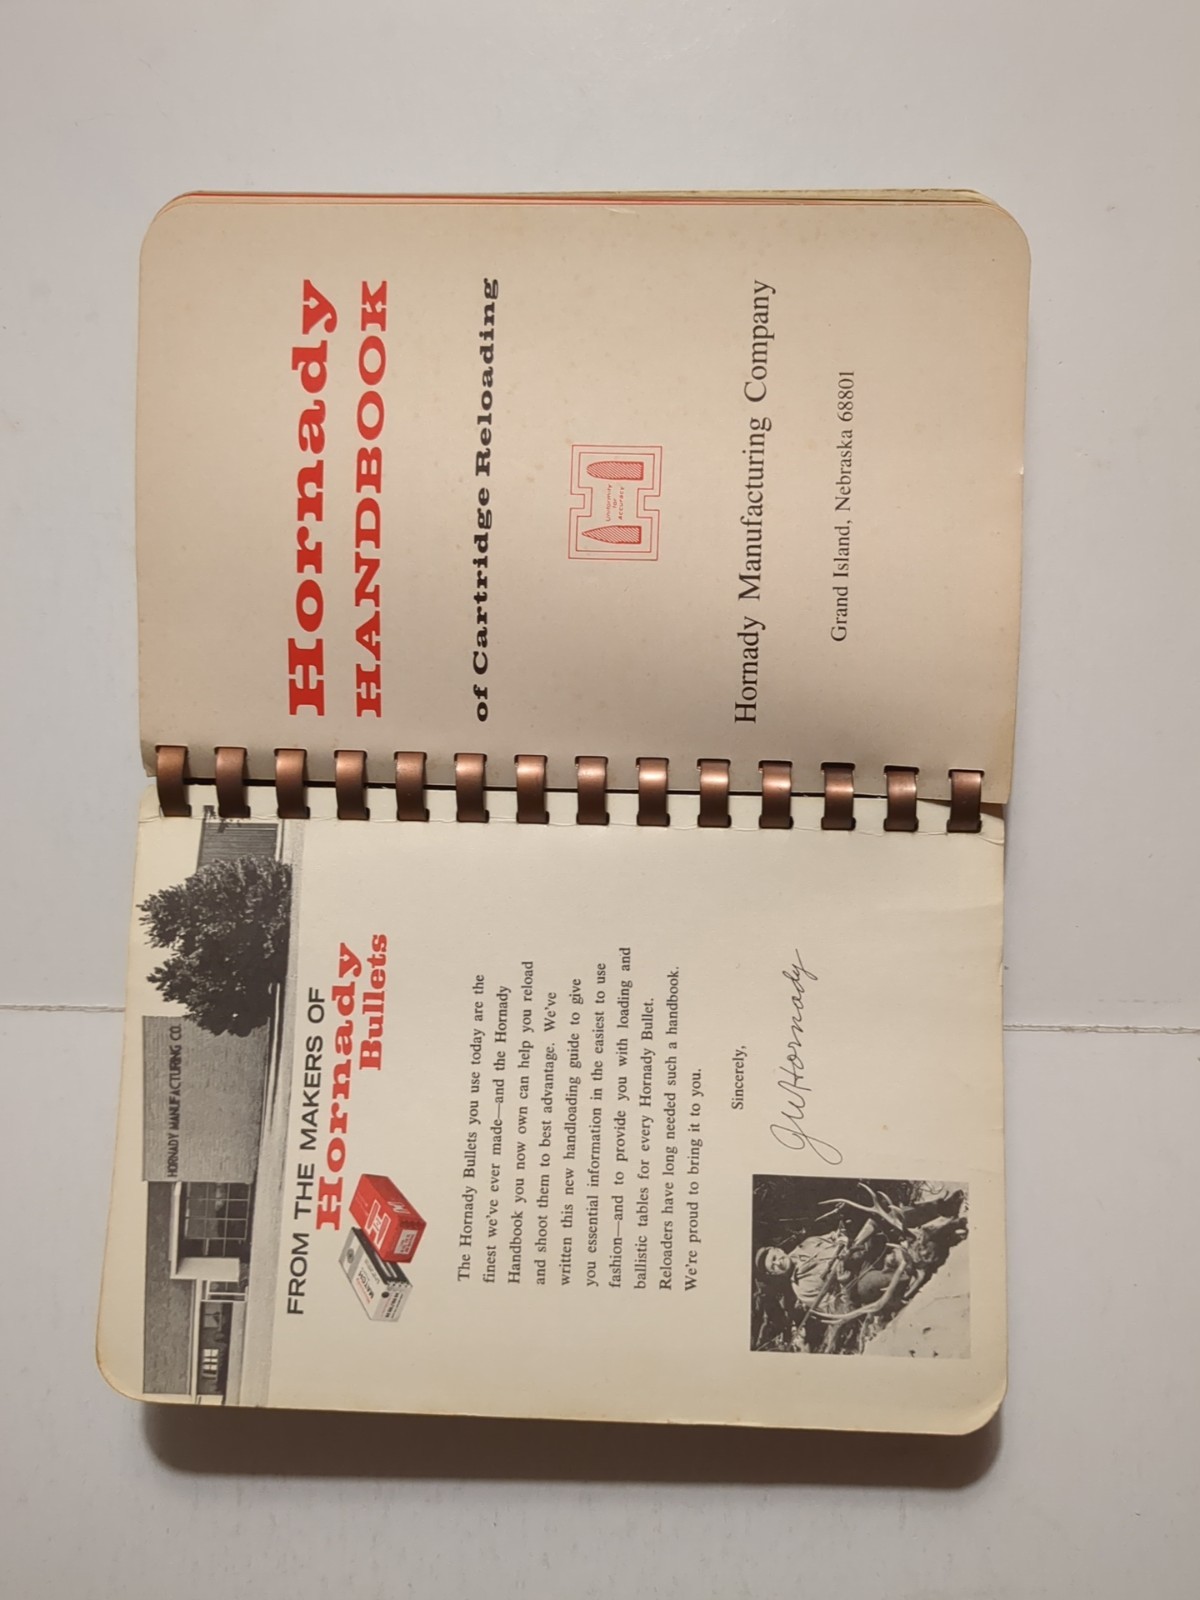 HORNADY MANUFACTURING CO.
FROM THE MAKERS OF
Hornady
Bullets
MATCH
The Hornady Bullets you use today are the
finest we've ever made—and the Hornady
Handbook you now own can help you reload
and shoot them to best advantage. We've
written this new handloading guide to give
you essential information in the easiest to use
fashion—and to provide you with loading and
ballistic tables for every Hornady Bullet.
Reloaders have long needed such a handbook.
We're proud to bring it to you.
Sincerely,
JWHornady
Hornady
HANDBOOK
of Cartridge Reloading
UNIFORMITY
for
ACCURACY
Hornady Manufacturing Company
Grand Island, Nebraska 68801